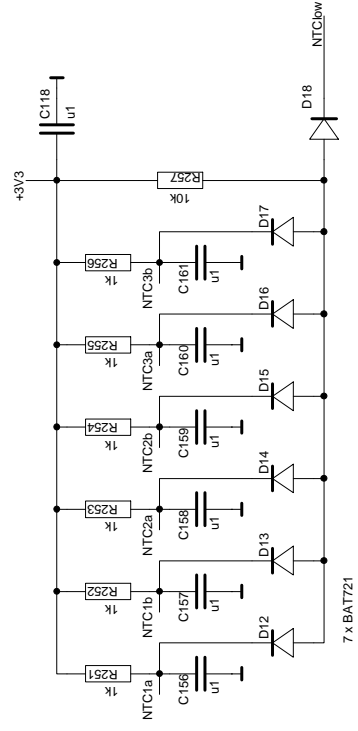 +3V3
C118
u1
R251
1k
R252
1k
R253
1k
R254
1k
R255
1k
R256
1k
R257
10k
NTC1a
NTC1b
NTC2a
NTC2b
NTC3a
NTC3b
C156
u1
C157
u1
C158
u1
C159
u1
C160
u1
C161
u1
D12
D13
D14
D15
D16
D17
D18
NTClow
7 x BAT721